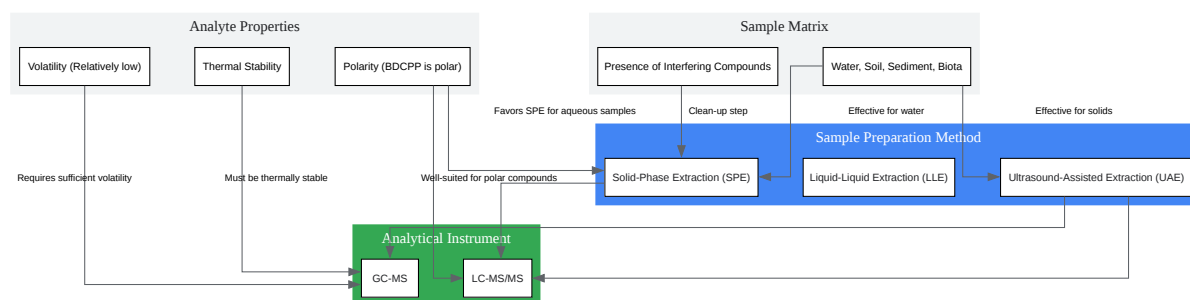 Analyte Properties
Sample Matrix
Volatility (Relatively low)
Thermal Stability
Polarity (BDCPP is polar)
Presence of Interfering Compounds
Water, Soil, Sediment, Biota
Favors SPE for aqueous samples
Clean-up step
Effective for water
Effective for solids
Sample Preparation Method
Requires sufficient volatility
Must be thermally stable
Well-suited for polar compounds
Solid-Phase Extraction (SPE)
Liquid-Liquid Extraction (LLE)
Ultrasound-Assisted Extraction (UAE)
Analytical Instrument
GC-MS
LC-MS/MS